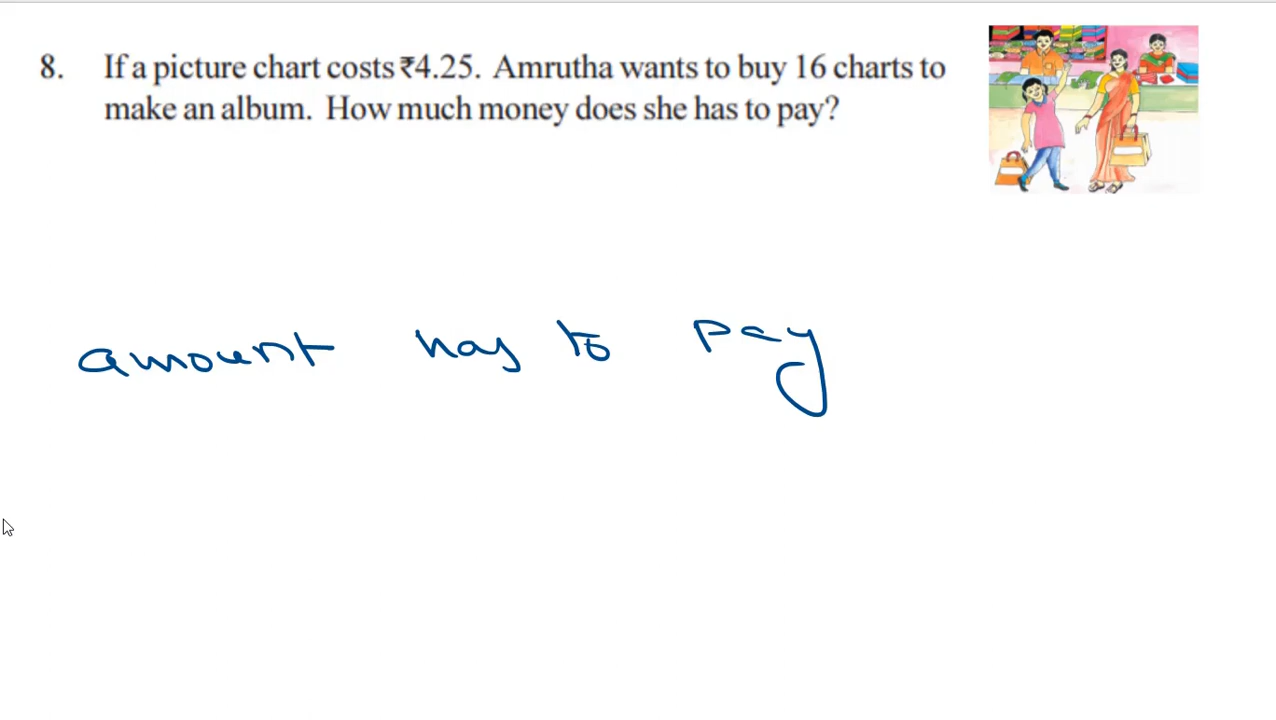 8. If a picture chart costs ₹4.25. Amrutha wants to buy 16 charts to
make an album. How much money does she has to pay?
amount has to pay